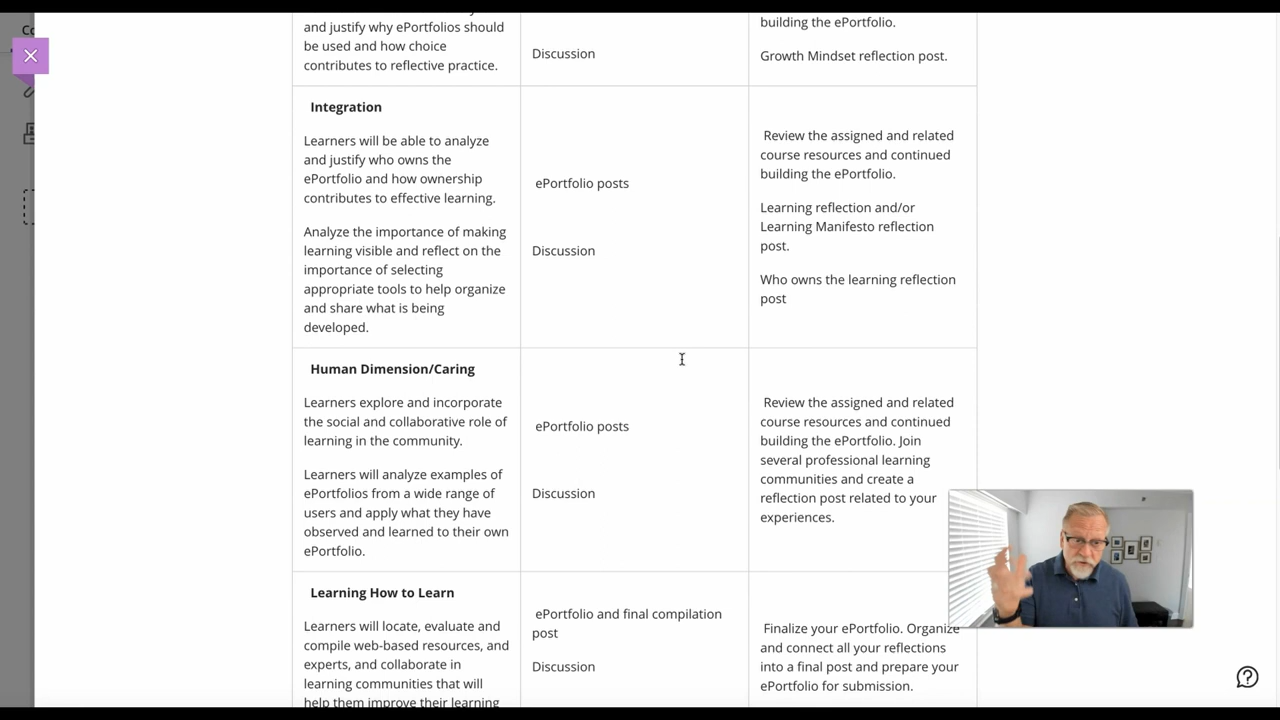 Co
and justify why ePortfolios should
be used and how choice
contributes to reflective practice.
Discussion
building the ePortfolio.
Growth Mindset reflection post.
Integration
Learners will be able to analyze
and justify who owns the
ePortfolio and how ownership
contributes to effective learning.
Analyze the importance of making
learning visible and reflect on the
importance of selecting
appropriate tools to help organize
and share what is being
developed.
ePortfolio posts
Discussion
Review the assigned and related
course resources and continued
building the ePortfolio.
Learning reflection and/or
Learning Manifesto reflection
post.
Who owns the learning reflection
post
Human Dimension/Caring
Learners explore and incorporate
the social and collaborative role of
learning in the community.
Learners will analyze examples of
ePortfolios from a wide range of
users and apply what they have
observed and learned to their own
ePortfolio.
ePortfolio posts
Discussion
Review the assigned and related
course resources and continued
building the ePortfolio. Join
several professional learning
communities and create a
reflection post related to your
experiences.
Learning How to Learn
Learners will locate, evaluate and
compile web-based resources, and
experts, and collaborate in
learning communities that will
help them improve their learning
ePortfolio and final compilation
post
Discussion
Finalize your ePortfolio. Organize
and connect all your reflections
into a final post and prepare your
ePortfolio for submission.